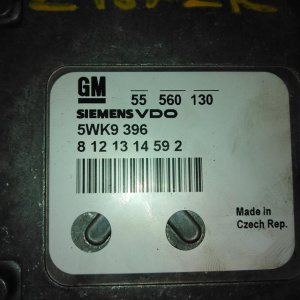 GM 55 560 130
SIEMENS VDO
5WK9 396
8 12 13 14 59 2
Made in
Czech Rep.